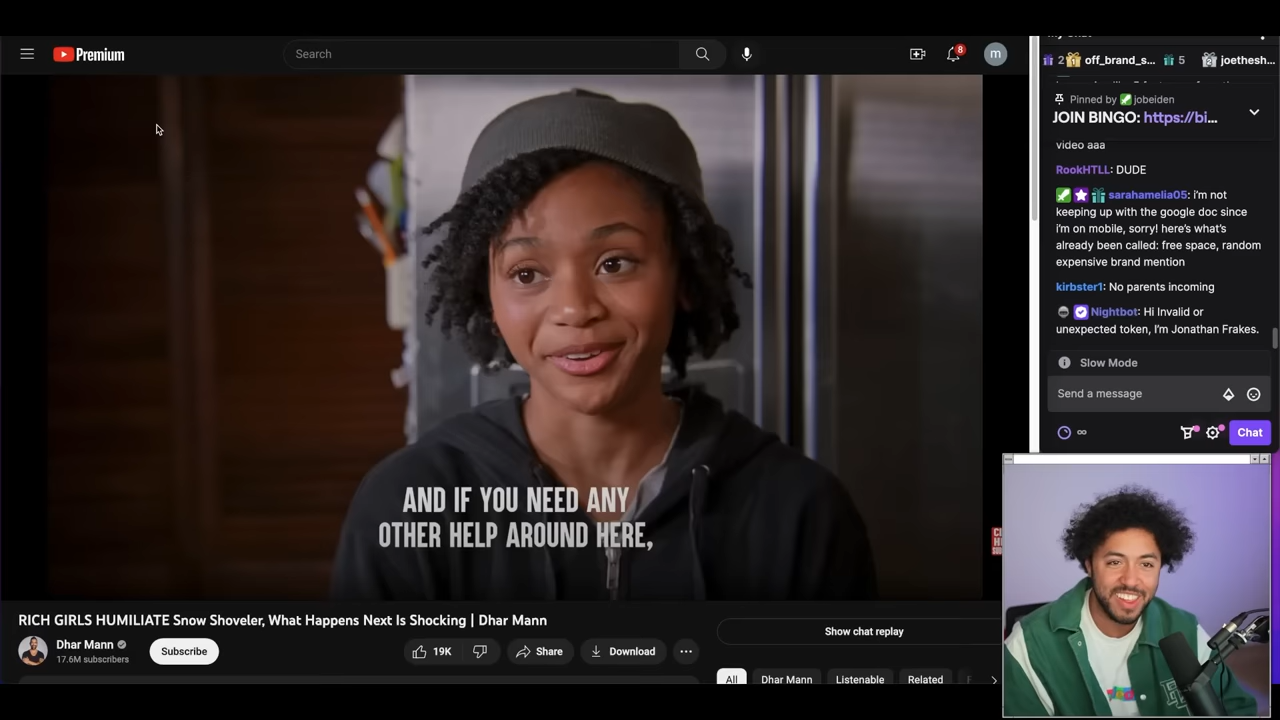 Premium
Search
8
m
2
off_brand_s...
5
joethesh...
Pinned by jobeiden
JOIN BINGO: https://bi...
video aaa
RookHTLL: DUDE
sarahamelia05: i'm not
keeping up with the google doc since
i'm on mobile, sorry! here's what's
already been called: free space, random
expensive brand mention
kirbster1: No parents incoming
Nightbot: Hi Invalid or
unexpected token, I'm Jonathan Frakes.
Slow Mode
Send a message
∞
Chat
AND IF YOU NEED ANY
OTHER HELP AROUND HERE,
RICH GIRLS HUMILIATE Snow Shoveler, What Happens Next Is Shocking | Dhar Mann
Dhar Mann
17.6M subscribers
Subscribe
19K
Share
Download
Show chat replay
All
Dhar Mann
Listenable
Related